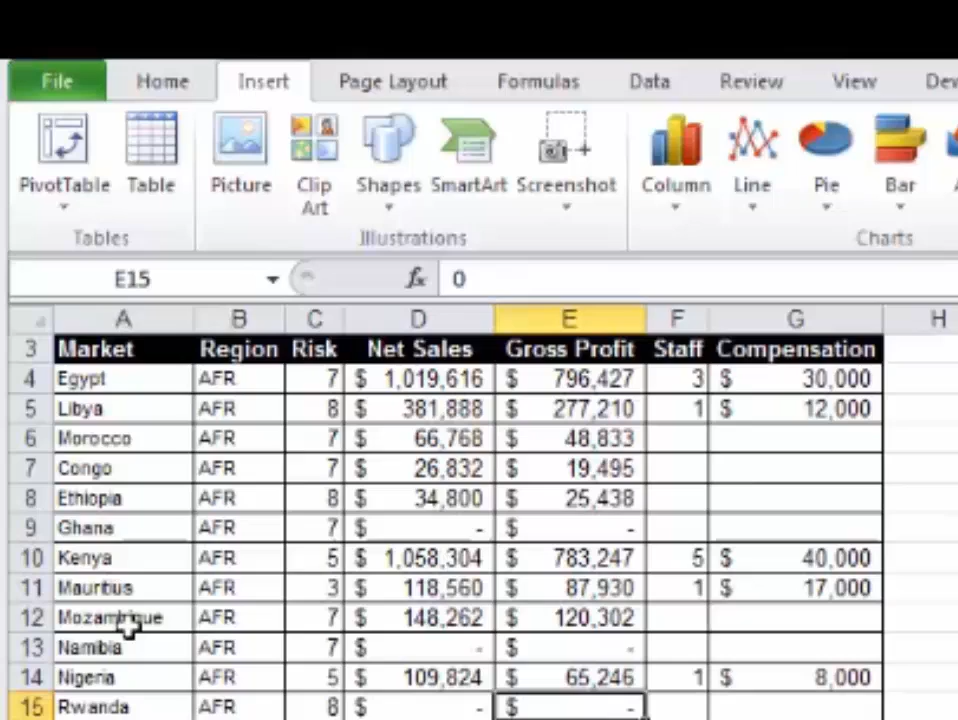 File Home Insert Page Layout Formulas Data Review View Dev
PivotTable Table Picture Clip Art Shapes SmartArt Screenshot Column Line Pie Bar A
Tables Illustrations Charts
E15 fx 0
A B C D E F G H
3 Market Region Risk Net Sales Gross Profit Staff Compensation
4 Egypt AFR 7 $ 1,019,616 $ 796,427 3 $ 30,000
5 Libya AFR 8 $ 381,888 $ 277,210 1 $ 12,000
6 Morocco AFR 7 $ 66,768 $ 48,833
7 Congo AFR 7 $ 26,832 $ 19,495
8 Ethiopia AFR 8 $ 34,800 $ 25,438
9 Ghana AFR 7 $ - $ -
10 Kenya AFR 5 $ 1,058,304 $ 783,247 5 $ 40,000
11 Mauritius AFR 3 $ 118,560 $ 87,930 1 $ 17,000
12 Mozambique AFR 7 $ 148,262 $ 120,302
13 Namibia AFR 7 $ - $ -
14 Nigeria AFR 5 $ 109,824 $ 65,246 1 $ 8,000
15 Rwanda AFR 8 $ - $ -